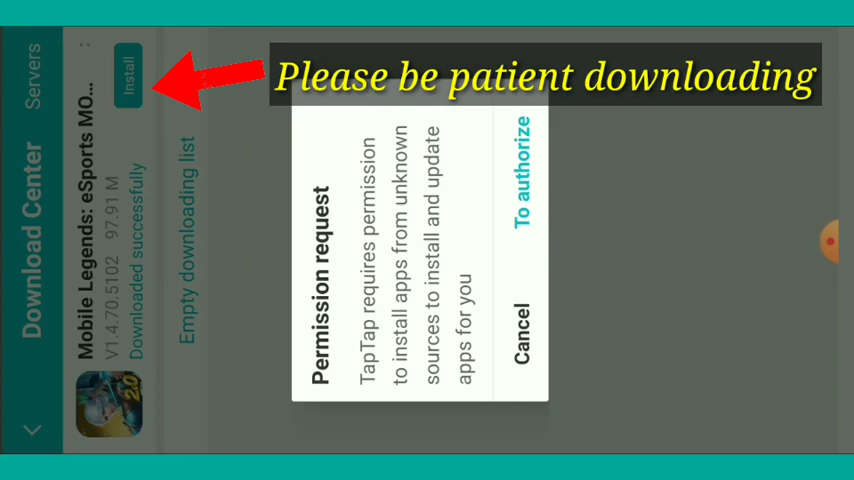 Please be patient downloading
Download Center
Servers
Mobile Legends: eSports MO...
V1.4.70.5102 97.91 M
Downloaded successfully
Install
2.0
Empty downloading list
Permission request
TapTap requires permission
to install apps from unknown
sources to install and update
apps for you
Cancel
To authorize